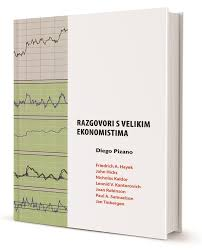 RAZGOVORI S VELIKIM
EKONOMISTIMA
Diego Pizano
Friedrich A. Hayek
John Hicks
Nicholas Kaldor
Leonid V. Kantorovich
Joan Robinson
Paul A. Samuelson
Jan Tinbergen